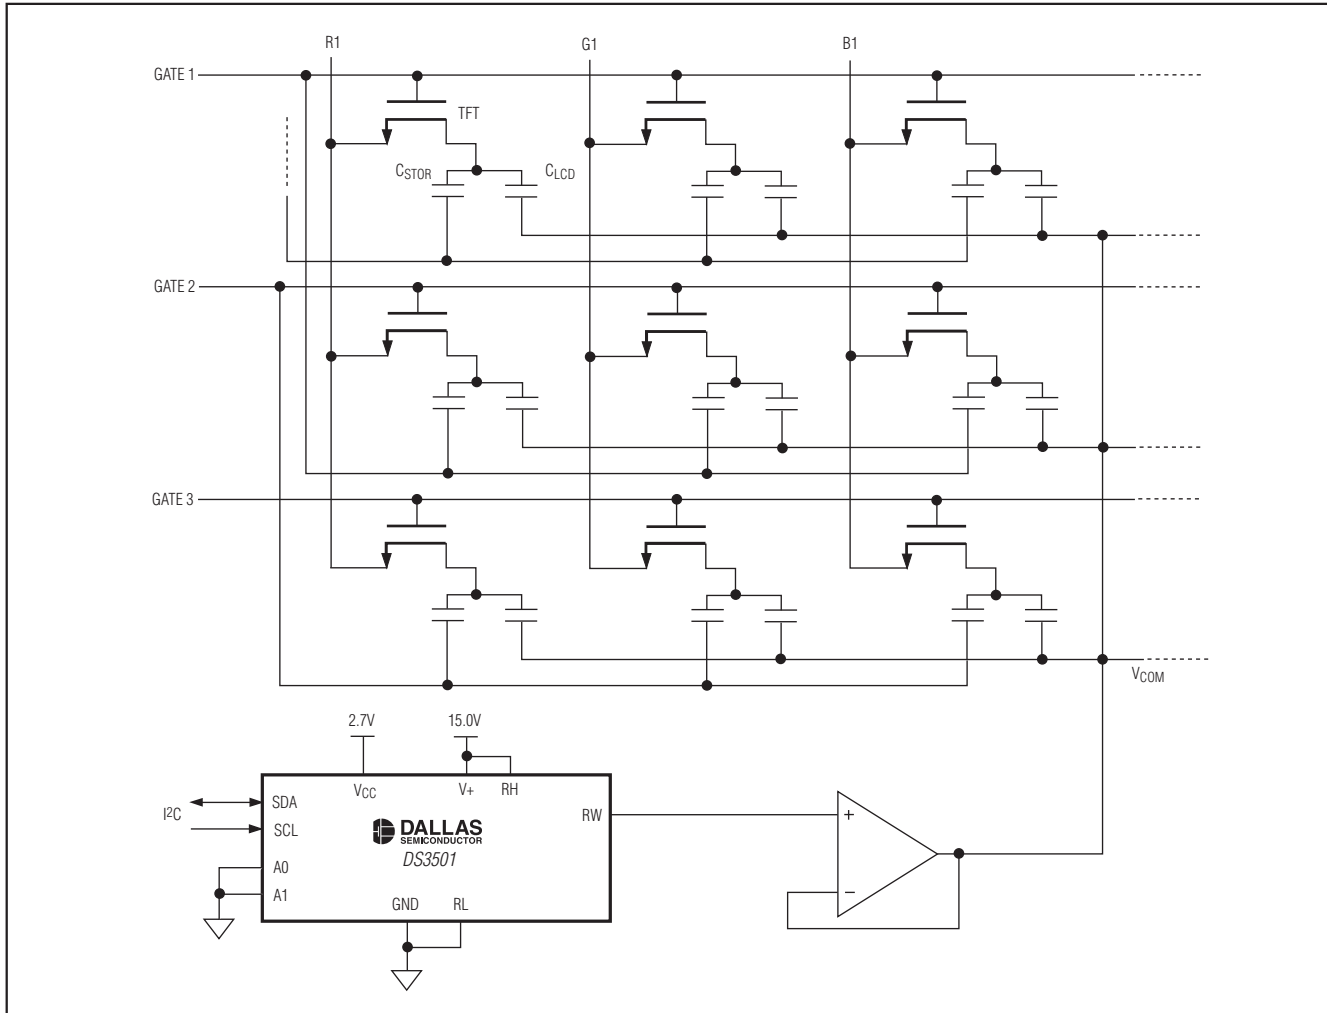 R1
G1
B1
GATE 1
TFT
CSTOR
CLCD
GATE 2
GATE 3
VCOM
2.7V
15.0V
VCC
V+
RH
I2C
SDA
SCL
RW
+
DALLAS
SEMICONDUCTOR
DS3501
A0
A1
−
GND
RL